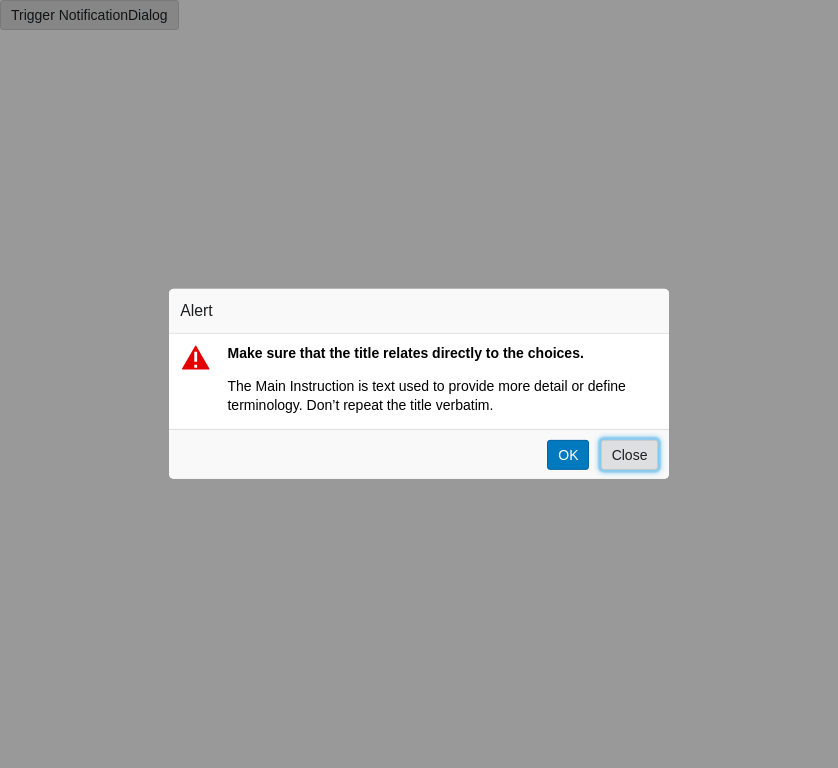 Trigger NotificationDialog
Alert
Make sure that the title relates directly to the choices.
The Main Instruction is text used to provide more detail or define
terminology. Don’t repeat the title verbatim.
OK Close